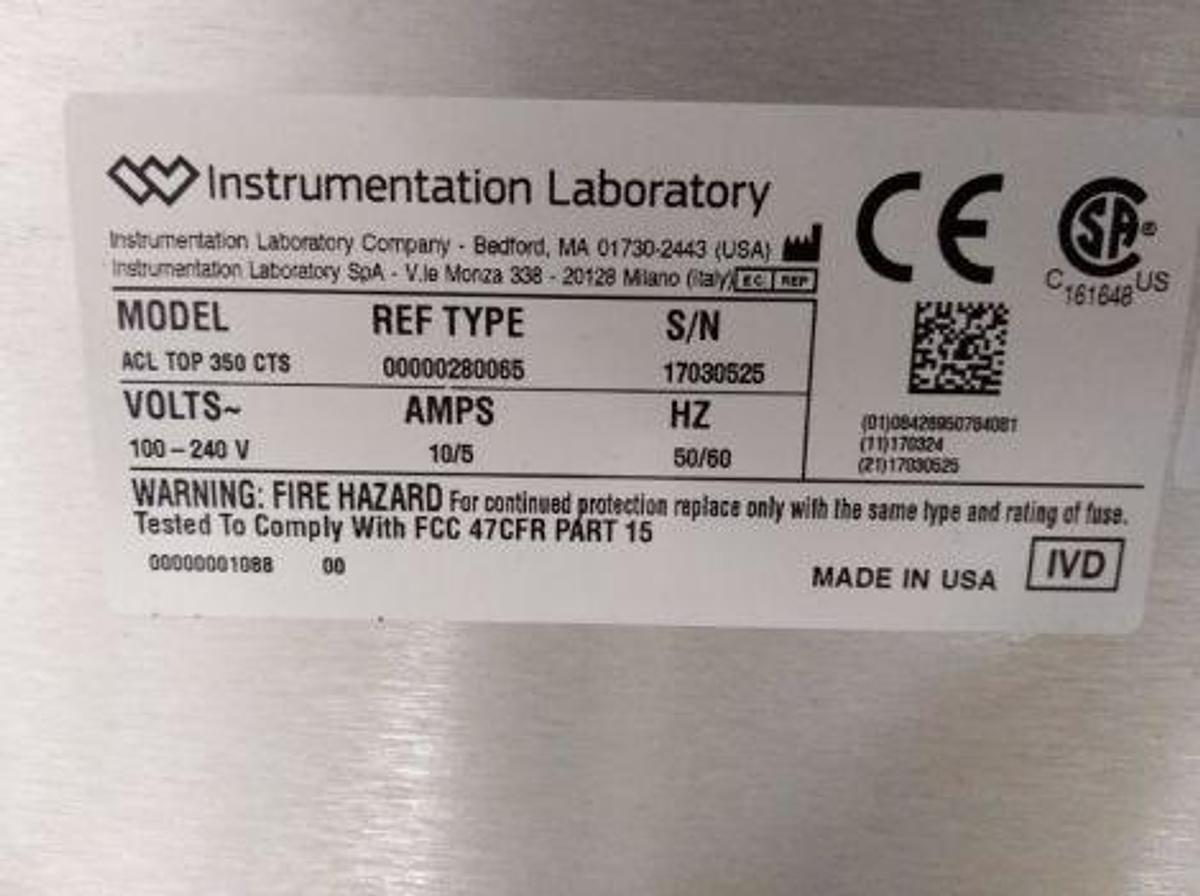 Instrumentation Laboratory
Instrumentation Laboratory Company - Bedford, MA 01730-2443 (USA)
Instrumentation Laboratory SpA - V.le Monza 338 - 20128 Milano (Italy) EC REP
CE
SA®
C 161648 US
MODEL REF TYPE S/N
ACL TOP 350 CTS 00000280065 17030525
VOLTS~ AMPS HZ
100 – 240 V 10/5 50/60
(01)08426950784081
(11)170324
(21)17030525
WARNING: FIRE HAZARD For continued protection replace only with the same type and rating of fuse.
Tested To Comply With FCC 47CFR PART 15
00000001088 00
MADE IN USA IVD